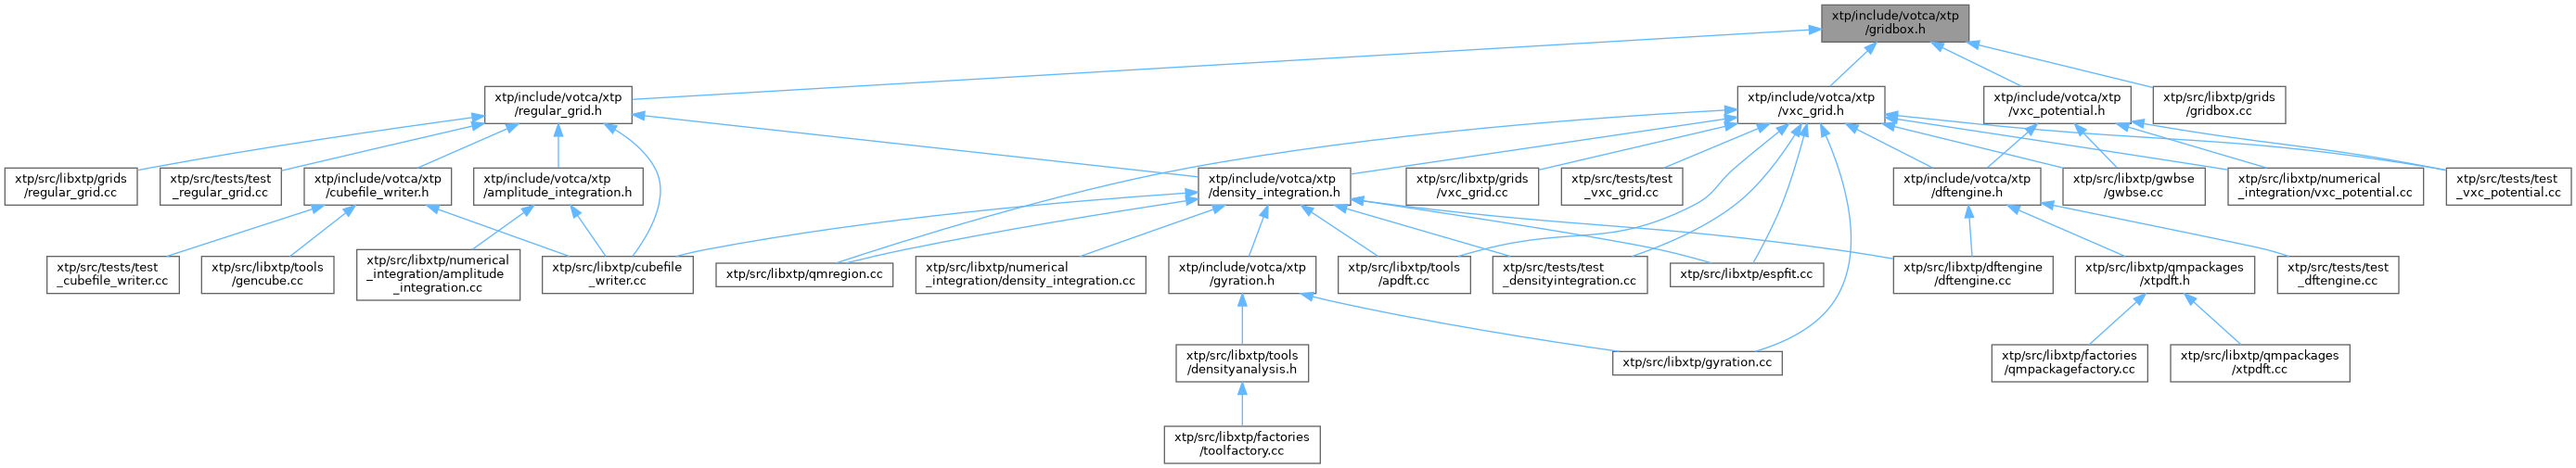 xtp/include/votca/xtp
/gridbox.h
xtp/include/votca/xtp
/regular_grid.h
xtp/include/votca/xtp
/vxc_grid.h
xtp/include/votca/xtp
/vxc_potential.h
xtp/src/libxtp/grids
/gridbox.cc
xtp/src/libxtp/grids
/regular_grid.cc
xtp/src/tests/test
_regular_grid.cc
xtp/include/votca/xtp
/cubefile_writer.h
xtp/include/votca/xtp
/amplitude_integration.h
xtp/include/votca/xtp
/density_integration.h
xtp/src/libxtp/grids
/vxc_grid.cc
xtp/src/tests/test
_vxc_grid.cc
xtp/include/votca/xtp
/dftengine.h
xtp/src/libxtp/gwbse
/gwbse.cc
xtp/src/libxtp/numerical
_integration/vxc_potential.cc
xtp/src/tests/test
_vxc_potential.cc
xtp/src/tests/test
_cubefile_writer.cc
xtp/src/libxtp/tools
/gencube.cc
xtp/src/libxtp/numerical
_integration/amplitude
_integration.cc
xtp/src/libxtp/cubefile
_writer.cc
xtp/src/libxtp/qmregion.cc
xtp/src/libxtp/numerical
_integration/density_integration.cc
xtp/include/votca/xtp
/gyration.h
xtp/src/libxtp/tools
/apdft.cc
xtp/src/tests/test
_densityintegration.cc
xtp/src/libxtp/espfit.cc
xtp/src/libxtp/dftengine
/dftengine.cc
xtp/src/libxtp/qmpackages
/xtpdft.h
xtp/src/tests/test
_dftengine.cc
xtp/src/libxtp/tools
/densityanalysis.h
xtp/src/libxtp/gyration.cc
xtp/src/libxtp/factories
/qmpackagefactory.cc
xtp/src/libxtp/qmpackages
/xtpdft.cc
xtp/src/libxtp/factories
/toolfactory.cc